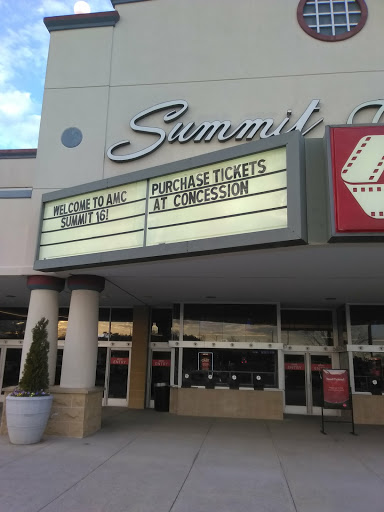 Summit
WELCOME TO AMC
SUMMIT 16!
PURCHASE TICKETS
AT CONCESSION